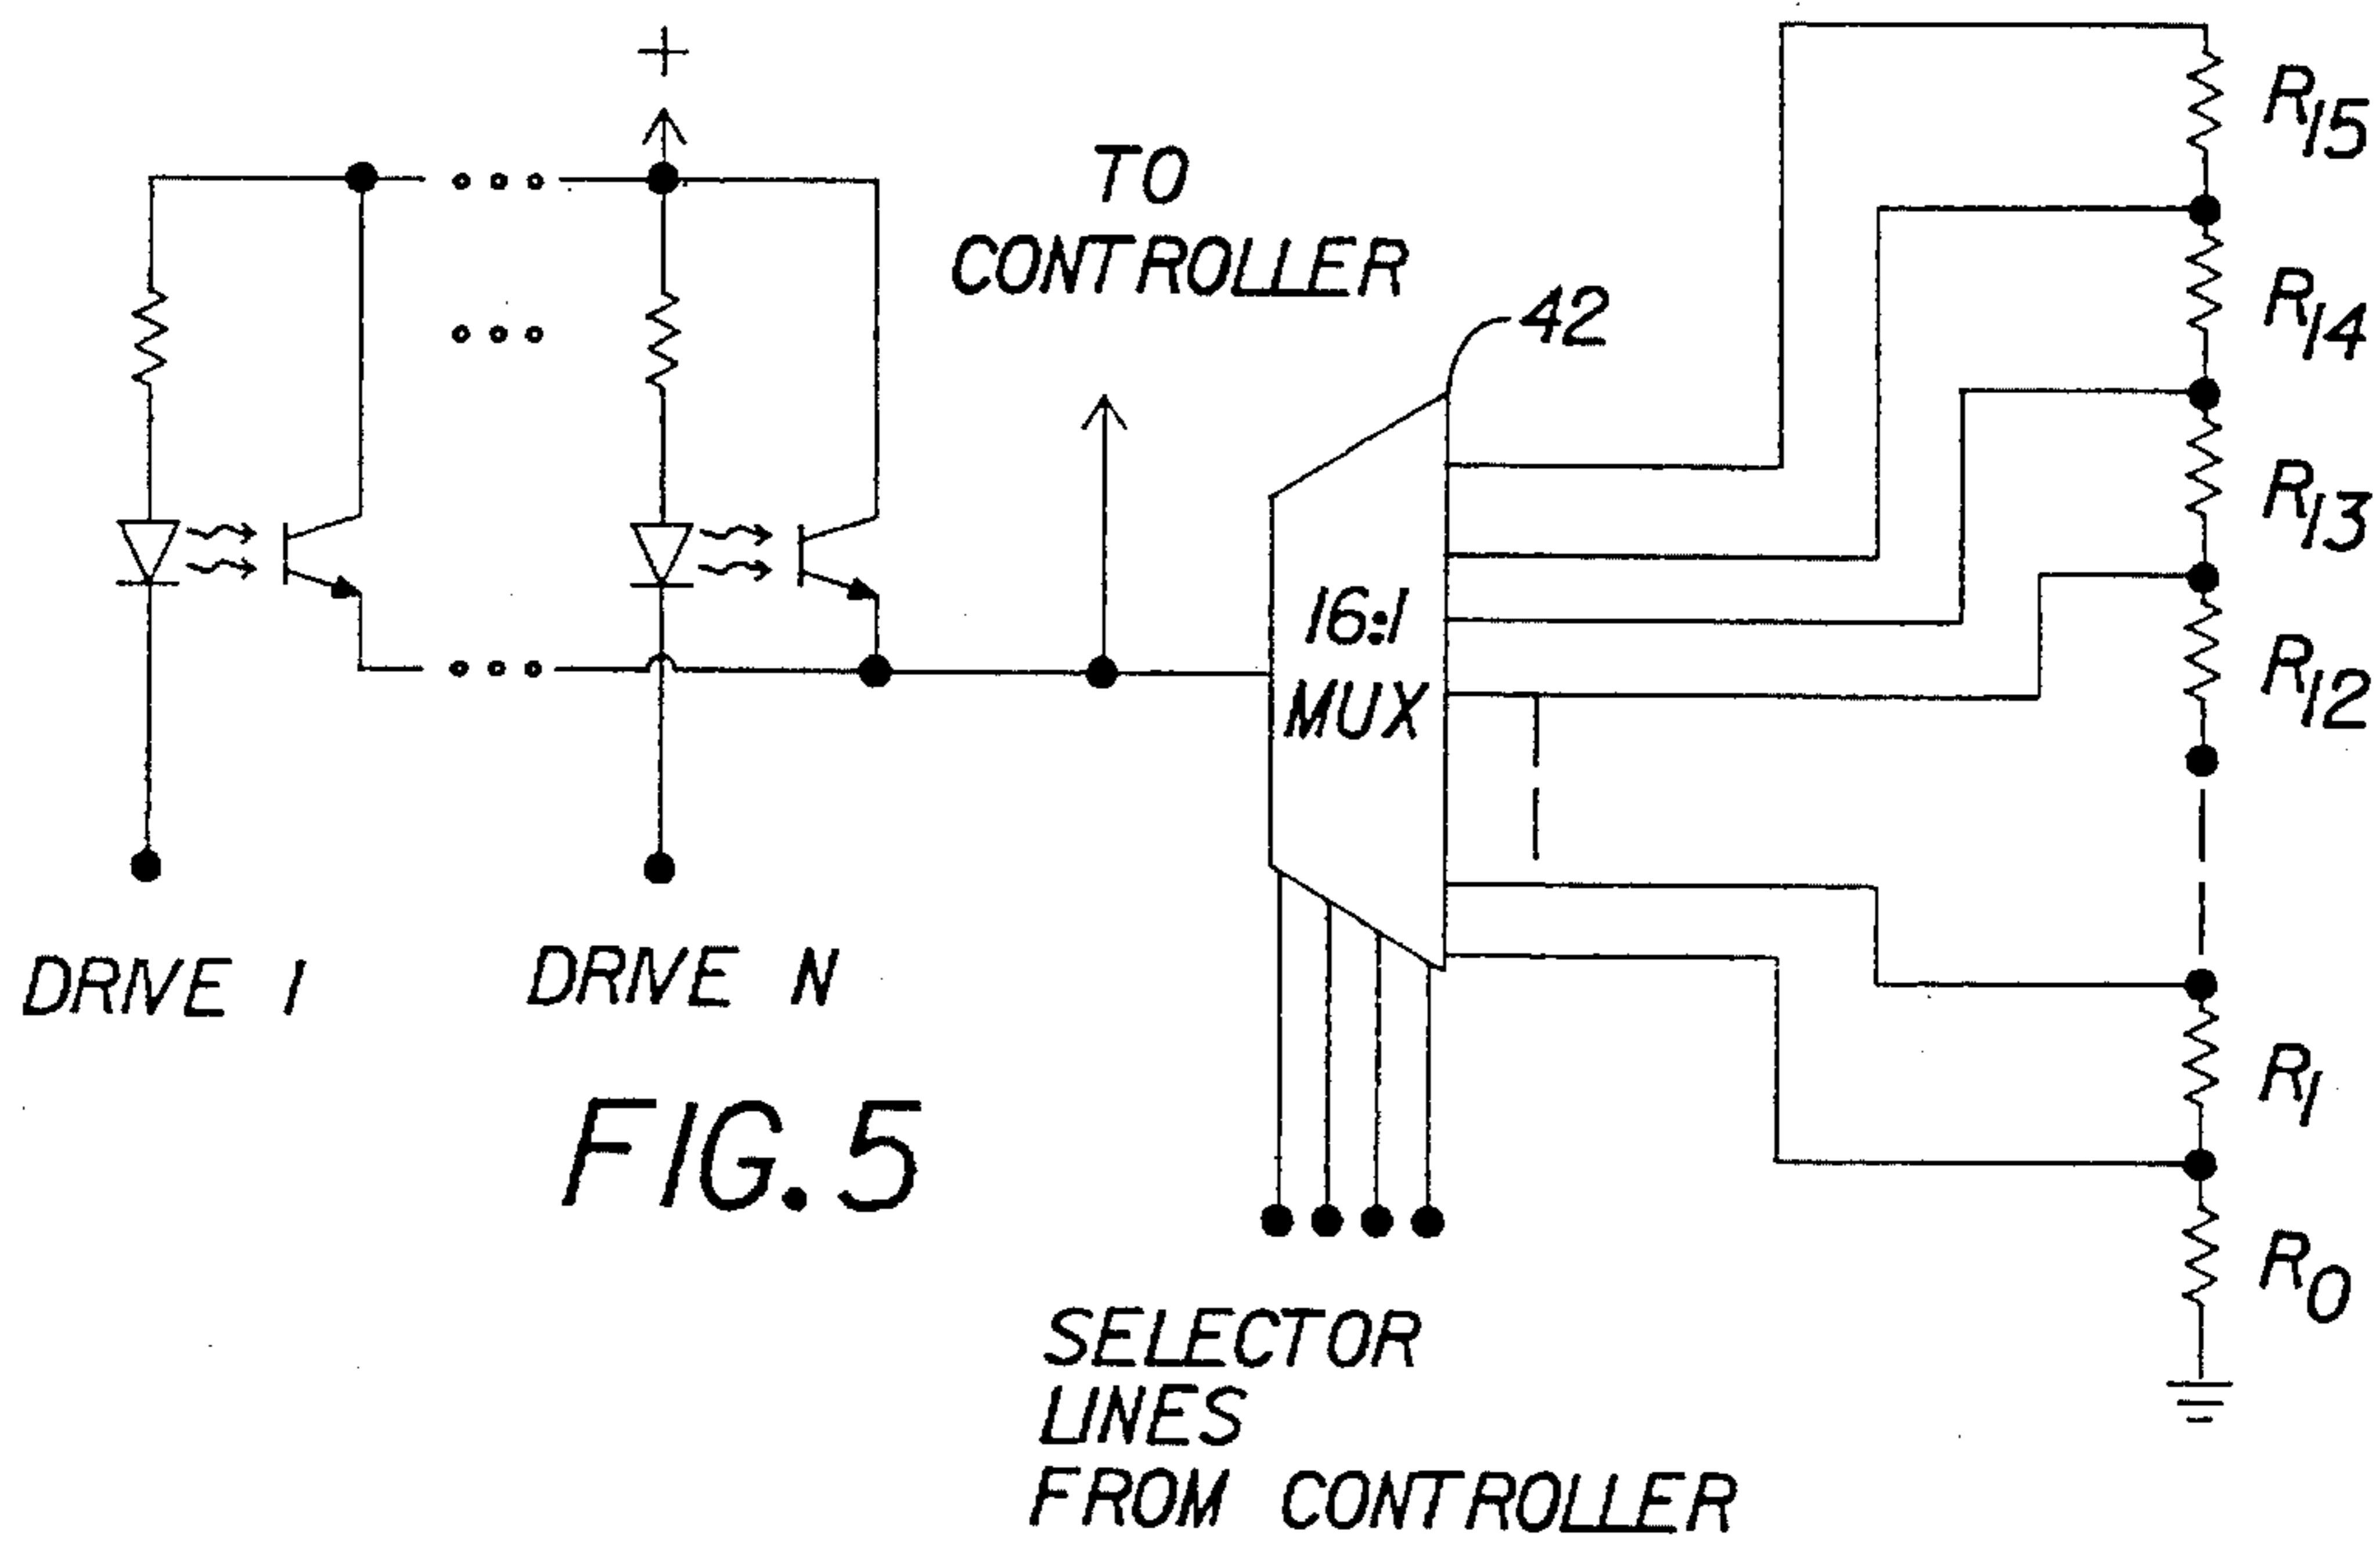 +
TO
CONTROLLER
42
16:1
MUX
R15
R14
R13
R12
R1
R0
DRIVE 1
DRIVE N
FIG. 5
SELECTOR
LINES
FROM CONTROLLER